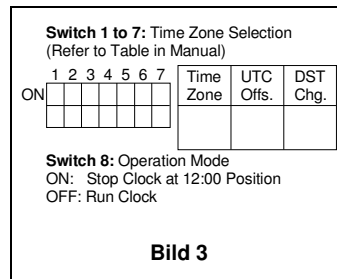 Switch 1 to 7: Time Zone Selection
(Refer to Table in Manual)
1 2 3 4 5 6 7
ON
Time Zone
UTC Offs.
DST Chg.
Switch 8: Operation Mode
ON: Stop Clock at 12:00 Position
OFF: Run Clock
Bild 3